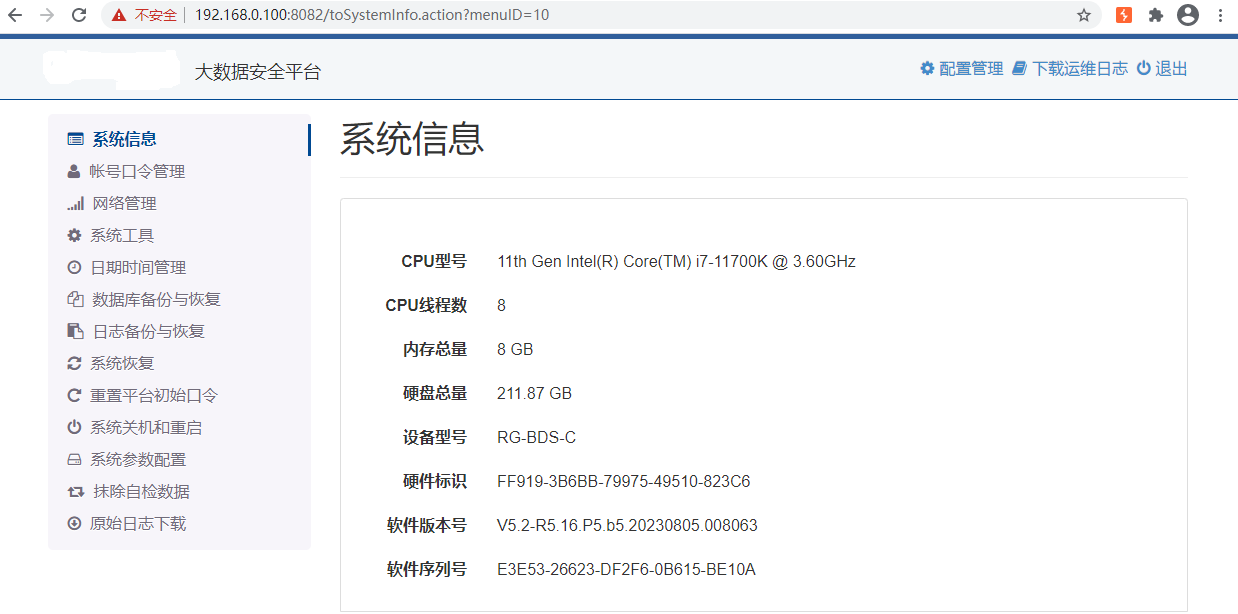 不安全 192.168.0.100:8082/toSystemInfo.action?menuID=10
大数据安全平台
配置管理 下载运维日志 退出
系统信息
帐号口令管理
网络管理
系统工具
日期时间管理
数据库备份与恢复
日志备份与恢复
系统恢复
重置平台初始口令
系统关机和重启
系统参数配置
抹除自检数据
原始日志下载
系统信息
CPU型号 11th Gen Intel(R) Core(TM) i7-11700K @ 3.60GHz
CPU线程数 8
内存总量 8 GB
硬盘总量 211.87 GB
设备型号 RG-BDS-C
硬件标识 FF919-3B6BB-79975-49510-823C6
软件版本号 V5.2-R5.16.P5.b5.20230805.008063
软件序列号 E3E53-26623-DF2F6-0B615-BE10A